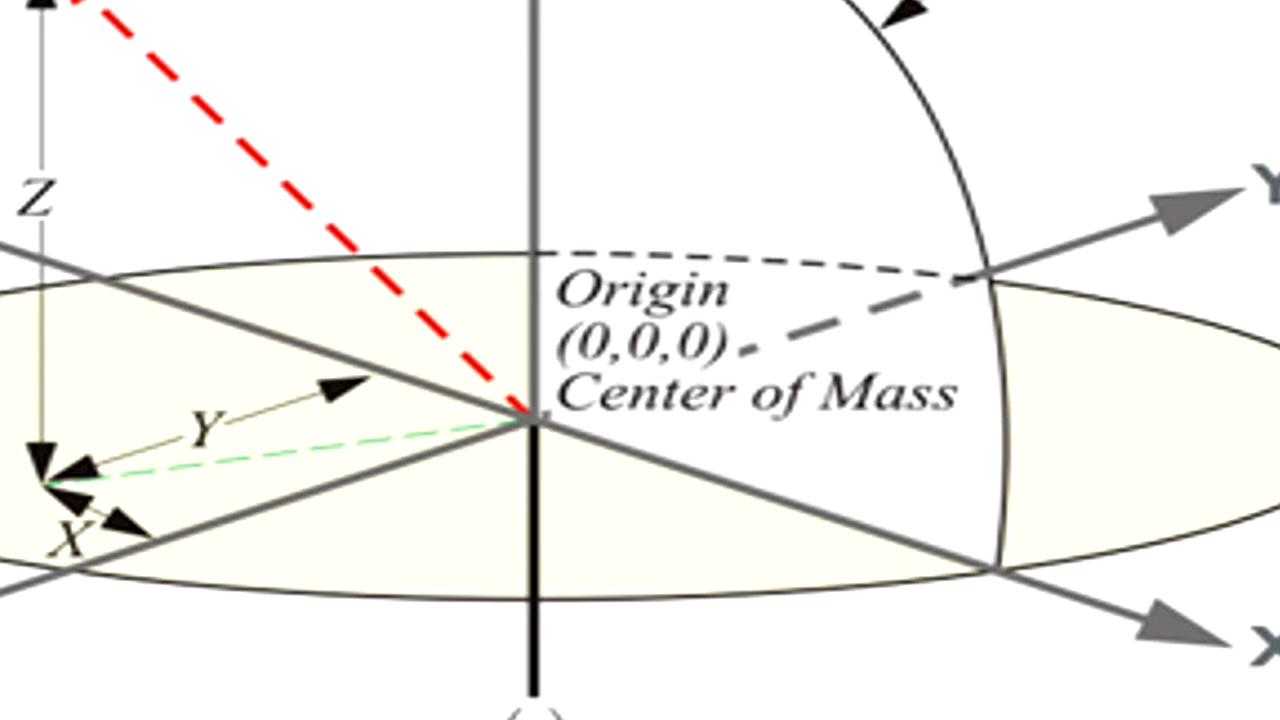 Z
Y
Origin
(0,0,0)
Center of Mass
Y
X
X